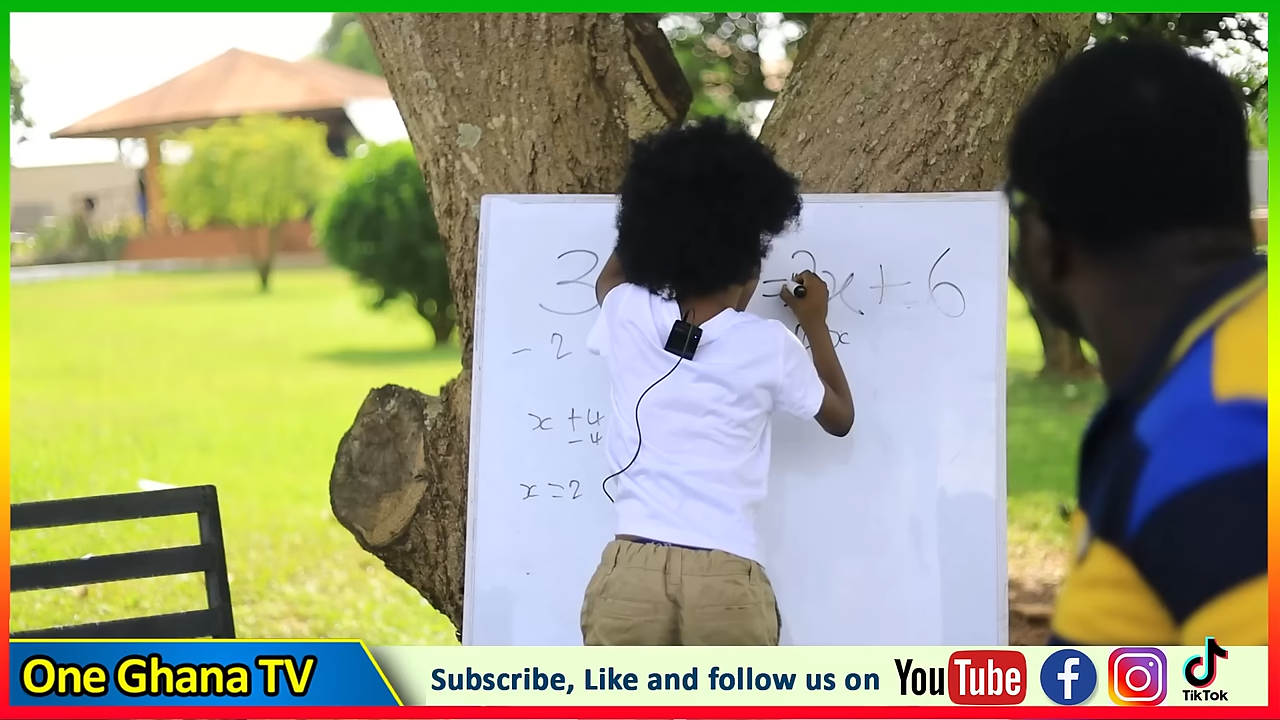 3 = 2x + 6
- 2 x
x + 4
- 4
x = 2
One Ghana TV
Subscribe, Like and follow us on YouTube
TikTok